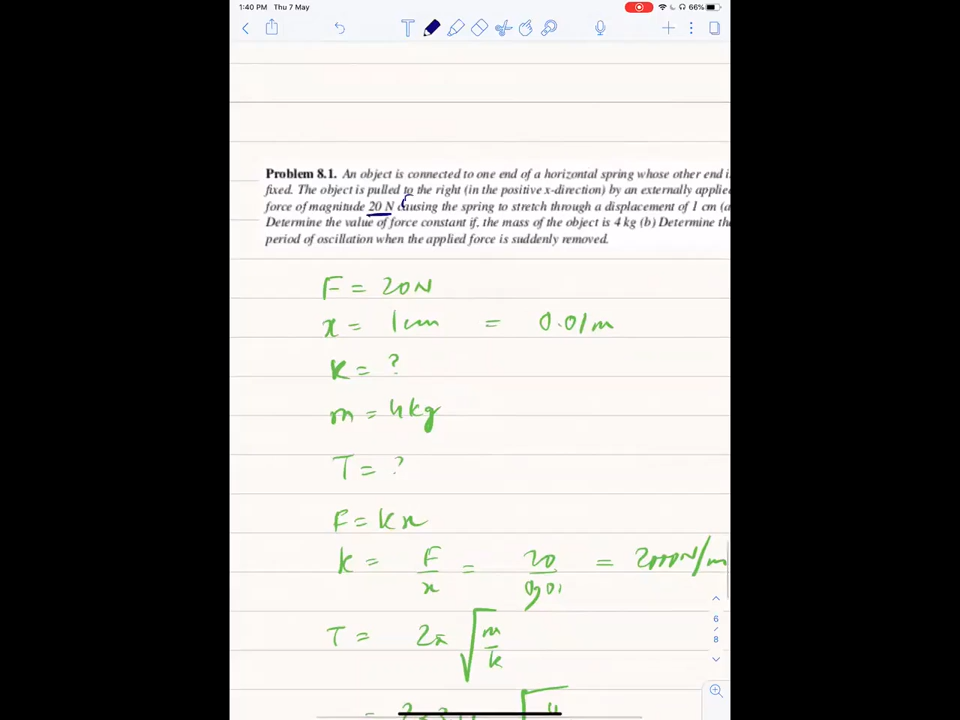 1:40 PM Thu 7 May
66%
Problem 8.1. An object is connected to one end of a horizontal spring whose other end i
fixed. The object is pulled to the right (in the positive x-direction) by an externally applie
force of magnitude 20 N causing the spring to stretch through a displacement of 1 cm (a
Determine the value of force constant if, the mass of the object is 4 kg (b) Determine the
period of oscillation when the applied force is suddenly removed.
F = 20N
x = 1cm = 0.01m
K = ?
m = 4kg
T = ?
F = Kx
K = F/x = 20/0.01 = 2000N/m
T = 2π √m/k
6
8